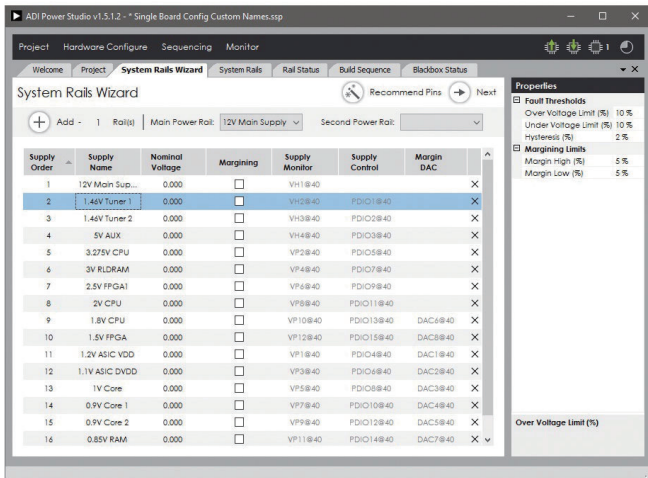 ADI Power Studio v1.5.1.2 - * Single Board Config Custom Names.ssp
Project Hardware Configure Sequencing Monitor 1
Welcome Project System Rails Wizard System Rails Rail Status Build Sequence Blackbox Status
System Rails Wizard Recommend Pins Next
Add - 1 Rail(s) Main Power Rail: 12V Main Supply Second Power Rail:
Supply Order Supply Name Nominal Voltage Margining Supply Monitor Supply Control Margin DAC
1 12V Main Sup... 0.000 VH1@40 X
2 1.46V Tuner 1 0.000 VH2@40 PDIO1@40 X
3 1.46V Tuner 2 0.000 VH3@40 PDIO2@40 X
4 5V AUX 0.000 VH4@40 PDIO3@40 X
5 3.275V CPU 0.000 VP2@40 PDIO5@40 X
6 3V RLDRAM 0.000 VP4@40 PDIO7@40 X
7 2.5V FPGA1 0.000 VP6@40 PDIO9@40 X
8 2V CPU 0.000 VP8@40 PDIO11@40 X
9 1.8V CPU 0.000 VP10@40 PDIO13@40 DAC6@40 X
10 1.5V FPGA 0.000 VP12@40 PDIO15@40 DAC8@40 X
11 1.2V ASIC VDD 0.000 VP1@40 PDIO4@40 DAC1@40 X
12 1.1V ASIC DVDD 0.000 VP3@40 PDIO6@40 DAC2@40 X
13 1V Core 0.000 VP5@40 PDIO8@40 DAC3@40 X
14 0.9V Core 1 0.000 VP7@40 PDIO10@40 DAC4@40 X
15 0.9V Core 2 0.000 VP9@40 PDIO12@40 DAC5@40 X
16 0.85V RAM 0.000 VP11@40 PDIO14@40 DAC7@40 X
Properties
Fault Thresholds
Over Voltage Limit (%) 10 %
Under Voltage Limit (%) 10 %
Hysteresis (%) 2 %
Margining Limits
Margin High (%) 5 %
Margin Low (%) 5 %
Over Voltage Limit (%)